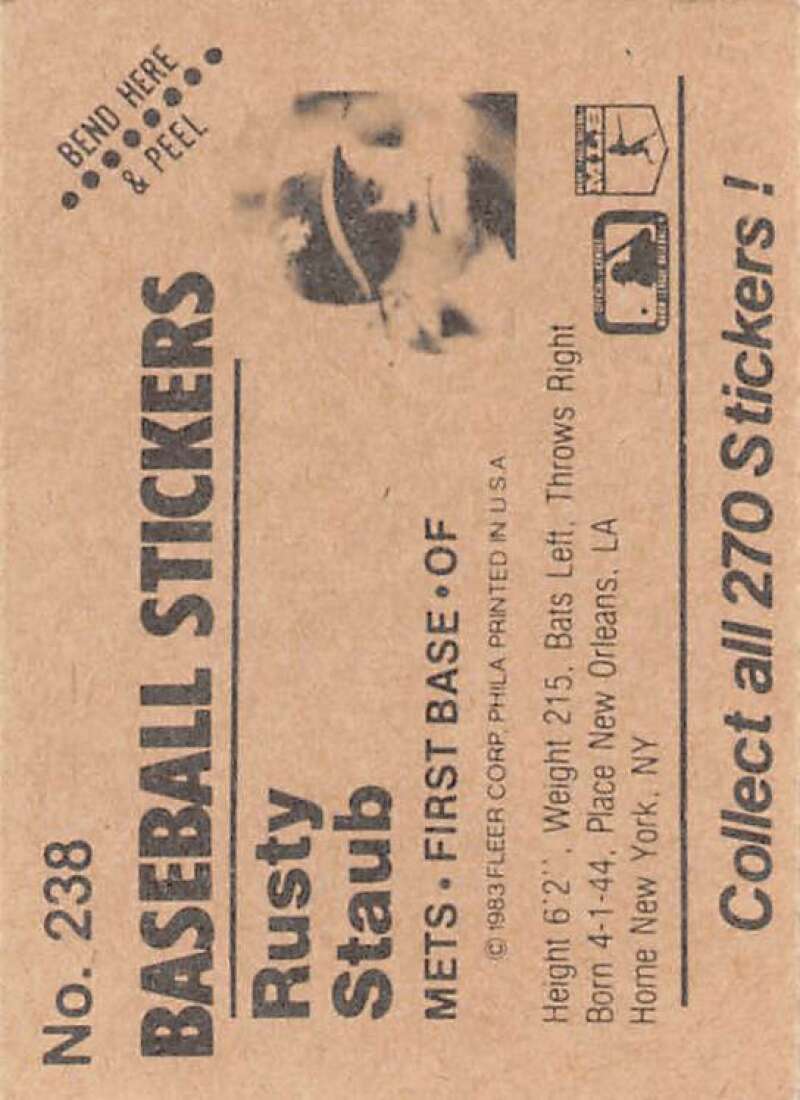 No. 238
BEND HERE
& PEEL
BASEBALL STICKERS
Rusty
Staub
METS • FIRST BASE • OF
© 1983 FLEER CORP. PHILA. PRINTED IN U.S.A
Height 6'2'', Weight 215, Bats Left, Throws Right
Born 4-1-44, Place New Orleans, LA
Home New York, NY
Collect all 270 Stickers!